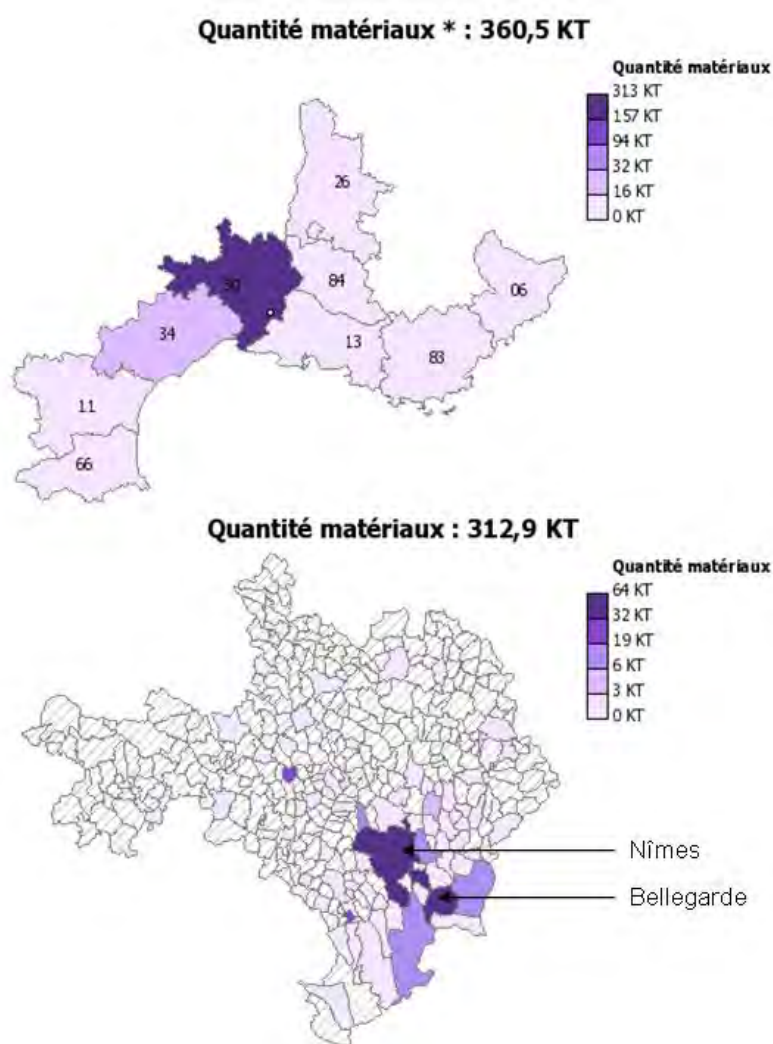 Quantité matériaux * : 360,5 KT
Quantité matériaux
313 KT
157 KT
94 KT
32 KT
16 KT
0 KT
26
30
84
06
34
13
83
11
66
Quantité matériaux : 312,9 KT
Quantité matériaux
64 KT
32 KT
19 KT
6 KT
3 KT
0 KT
Nîmes
Bellegarde